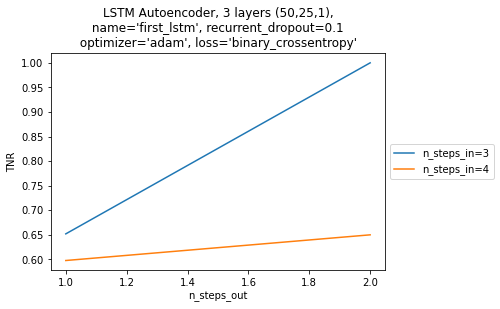 LSTM Autoencoder, 3 layers (50,25,1),
name='first_lstm', recurrent_dropout=0.1
optimizer='adam', loss='binary_crossentropy'
1.00
0.95
0.90
0.85
0.80
0.75
0.70
0.65
0.60
TNR
1.0 1.2 1.4 1.6 1.8 2.0
n_steps_out
n_steps_in=3
n_steps_in=4